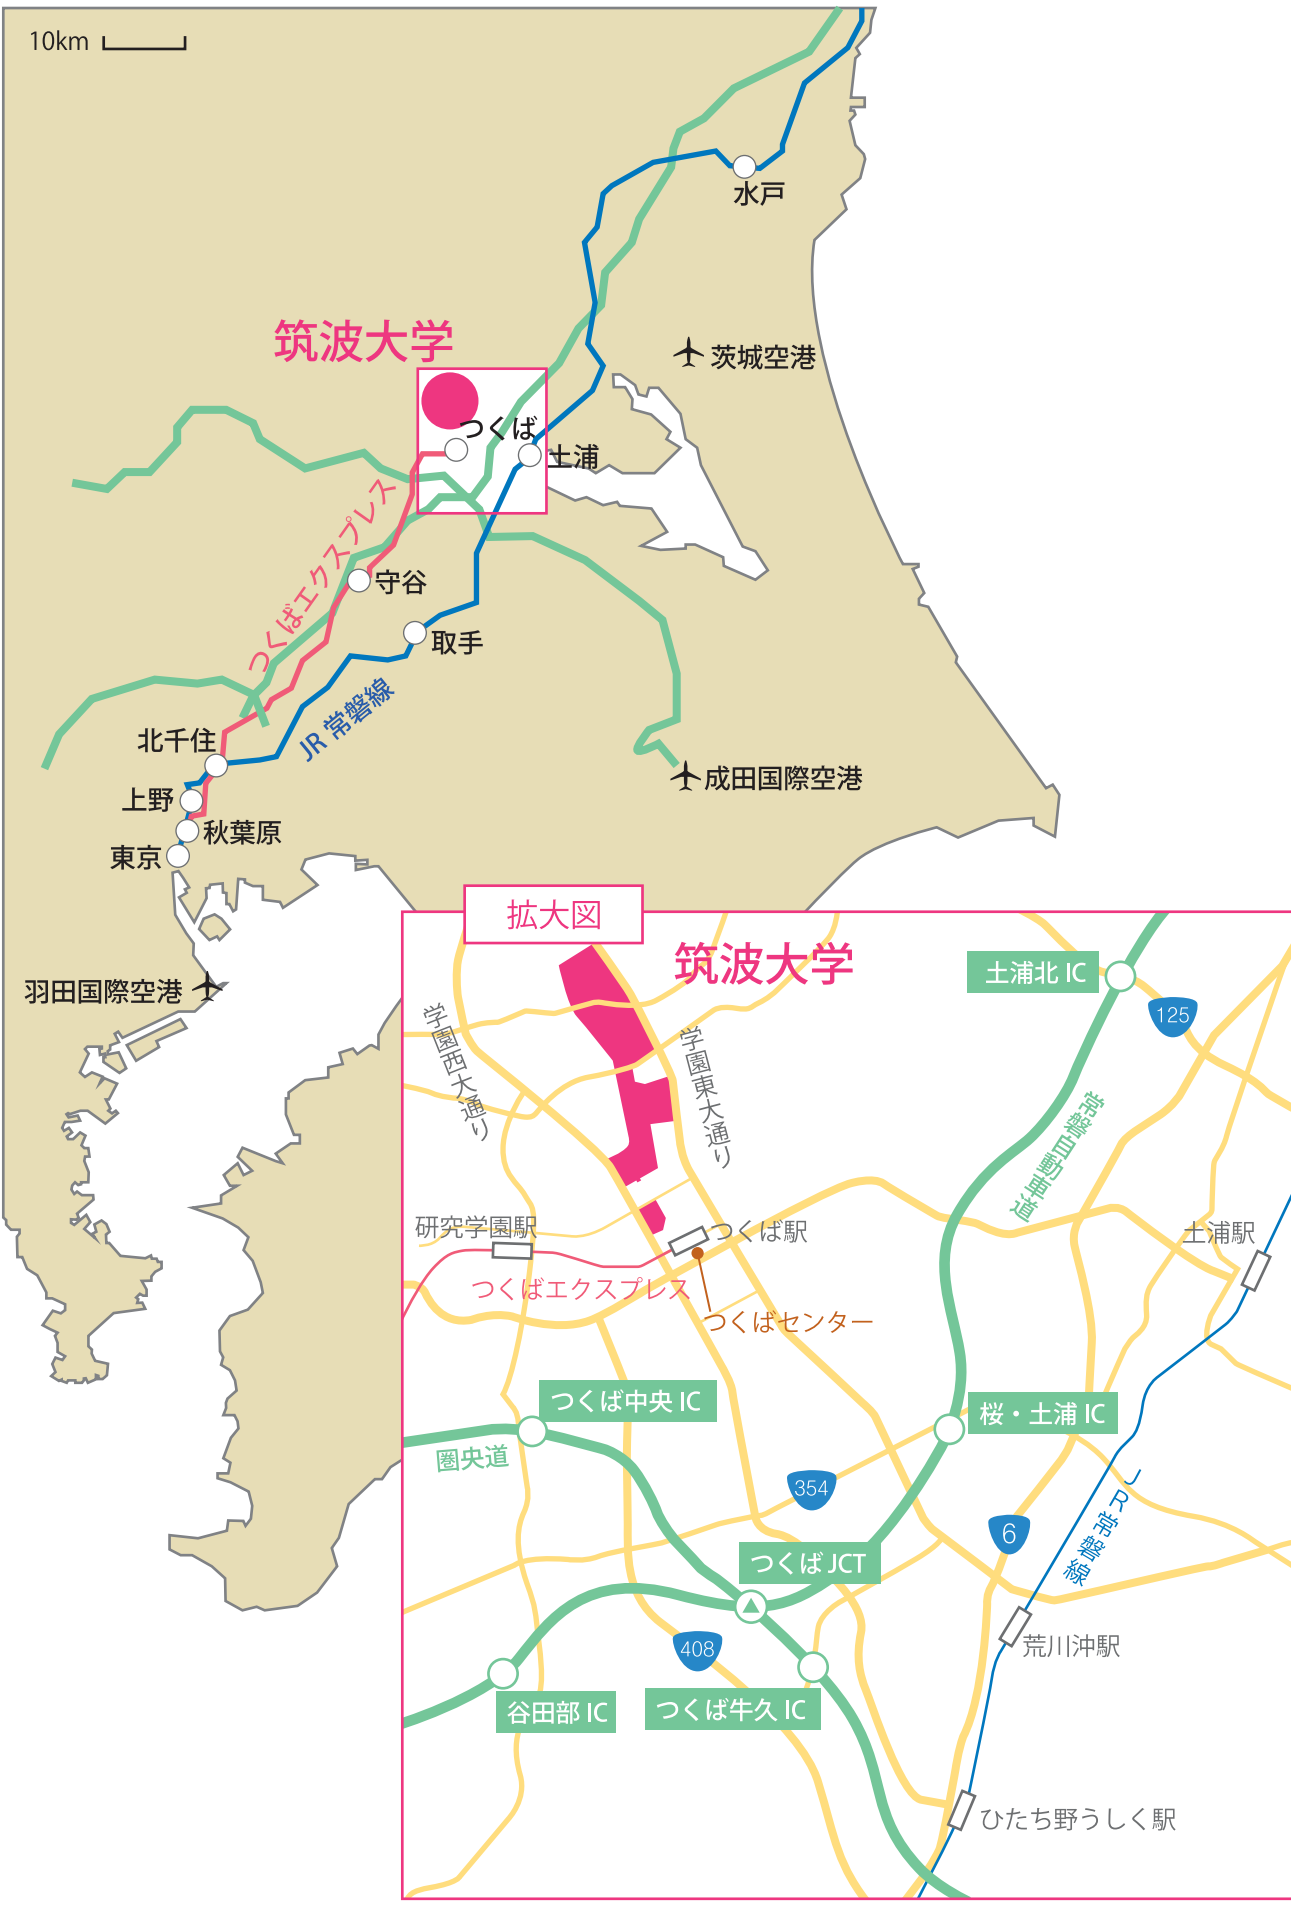 10km
水戸
筑波大学
茨城空港
つくば
土浦
つくばエクスプレス
守谷
取手
JR 常磐線
北千住
上野
秋葉原
東京
成田国際空港
羽田国際空港
拡大図
筑波大学
土浦北 IC
125
学園西大通り
学園東大通り
常磐自動車道
研究学園駅
つくば駅
土浦駅
つくばエクスプレス
つくばセンター
つくば中央 IC
桜・土浦 IC
圏央道
354
6
JR常磐線
つくば JCT
408
荒川沖駅
谷田部 IC
つくば牛久 IC
ひたち野うしく駅